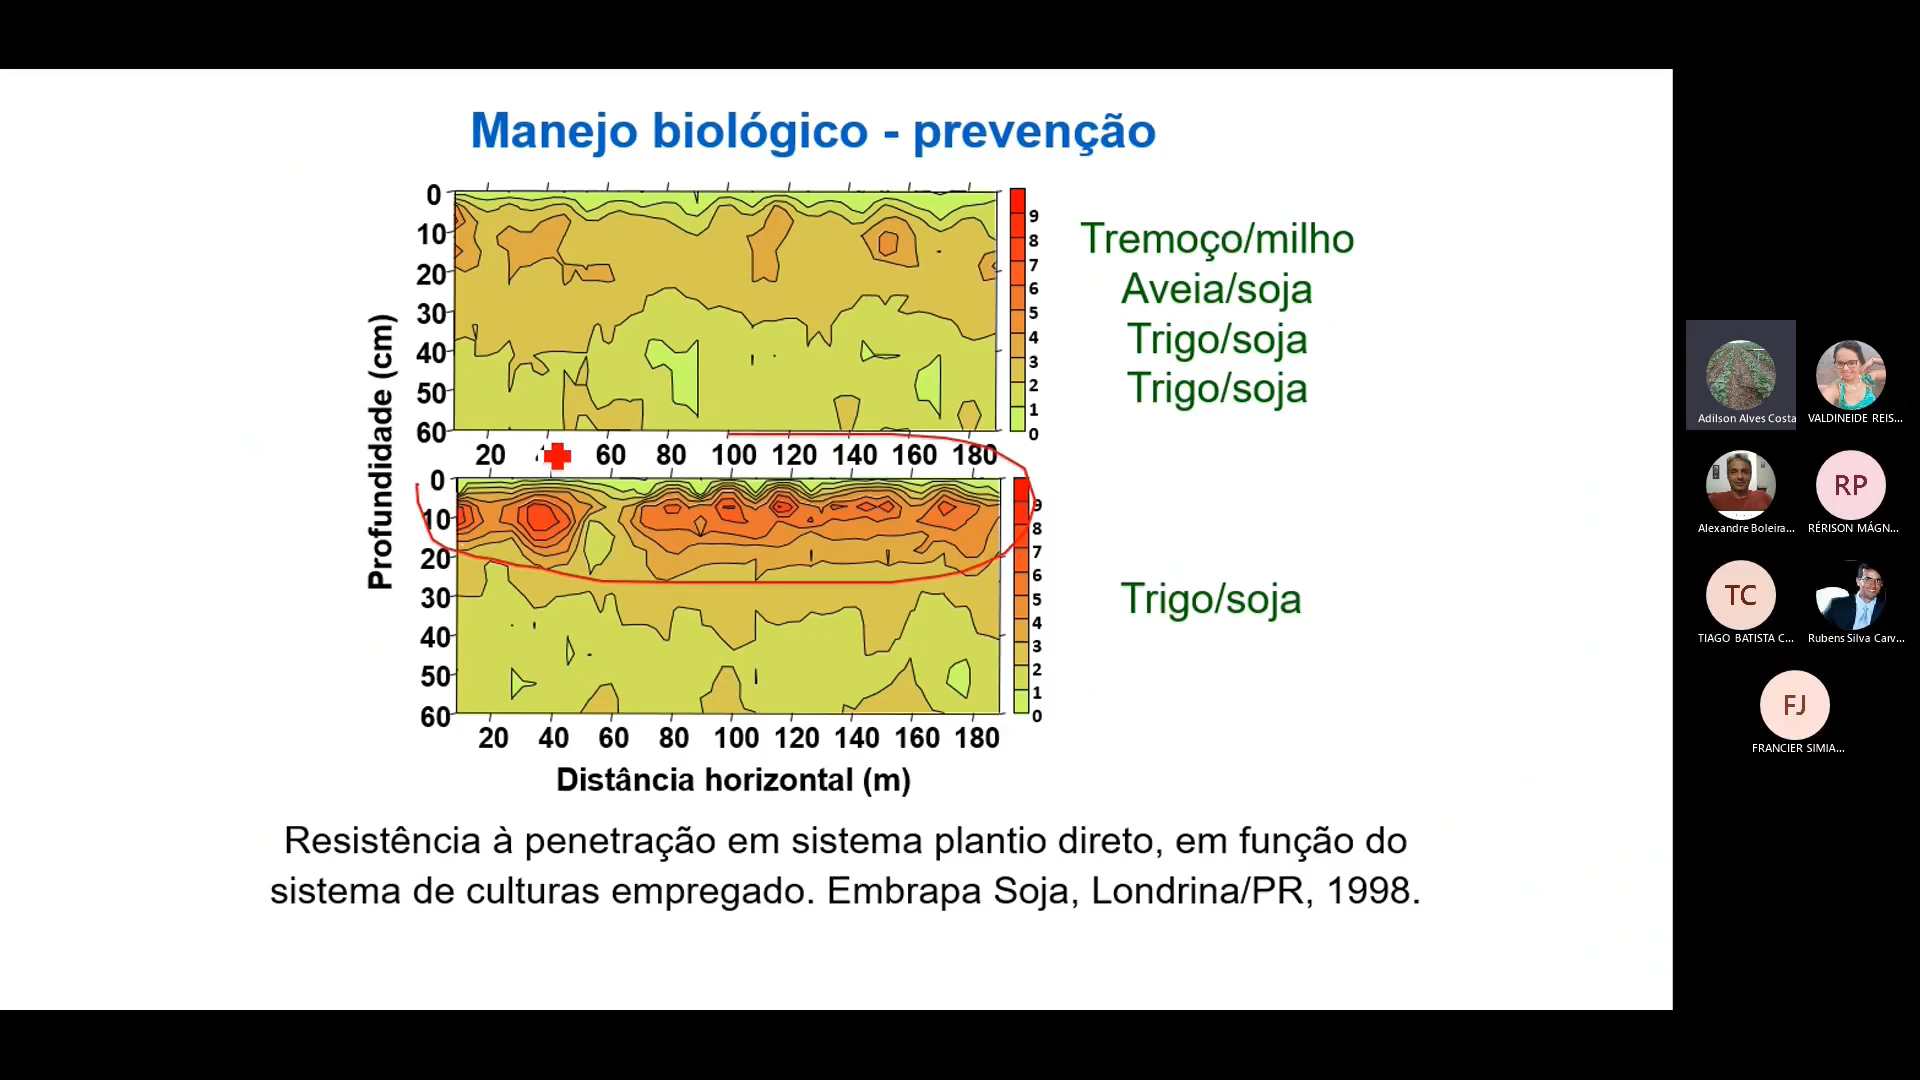 Manejo biológico - prevenção
Profundidade (cm)
0
10
20
30
40
50
60
20 60 80 100 120 140 160 180
9
8
7
6
5
4
3
2
1
0
Tremoço/milho
Aveia/soja
Trigo/soja
Trigo/soja
0
10
20
30
40
50
60
20 40 60 80 100 120 140 160 180
9
8
7
6
5
4
3
2
1
0
Trigo/soja
Distância horizontal (m)
Resistência à penetração em sistema plantio direto, em função do
sistema de culturas empregado. Embrapa Soja, Londrina/PR, 1998.
Adilson Alves Costa
VALDINEIDE REIS...
Alexandre Boleira...
RP
RÉRISON MÁGN...
TC
TIAGO BATISTA C...
Rubens Silva Carv...
FJ
FRANCIER SIMIA...